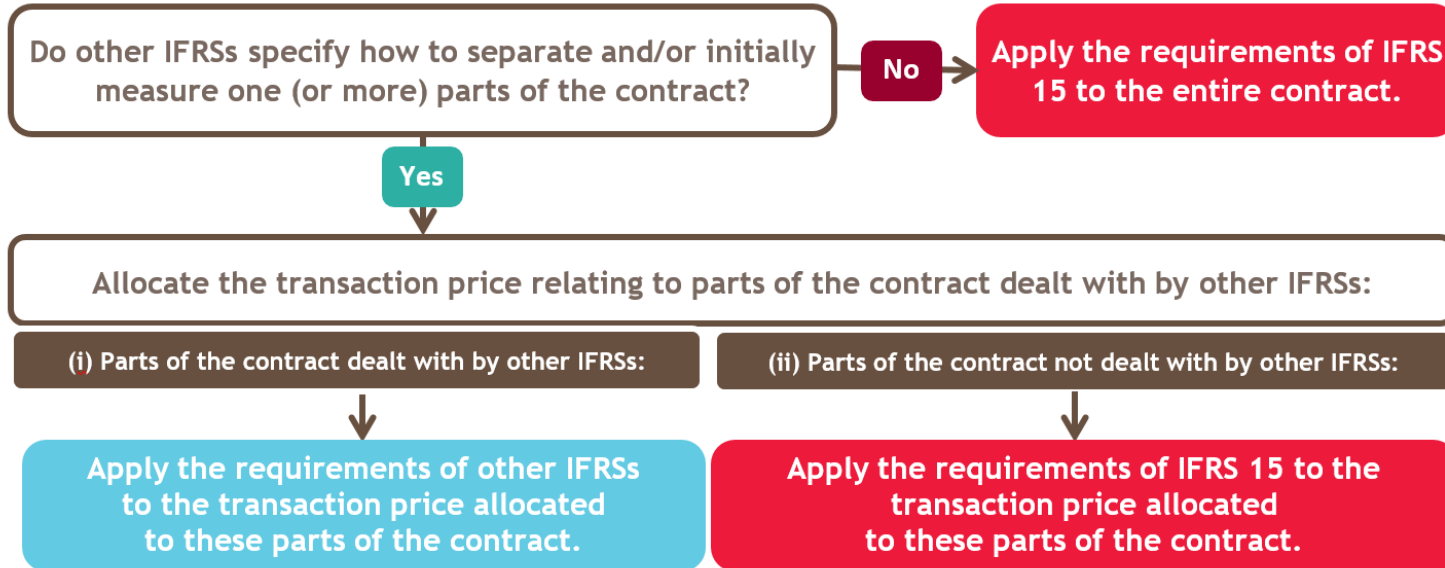 Do other IFRSs specify how to separate and/or initially
measure one (or more) parts of the contract?
No
Apply the requirements of IFRS
15 to the entire contract.
Yes
Allocate the transaction price relating to parts of the contract dealt with by other IFRSs:
(i) Parts of the contract dealt with by other IFRSs:
(ii) Parts of the contract not dealt with by other IFRSs:
Apply the requirements of other IFRSs
to the transaction price allocated
to these parts of the contract.
Apply the requirements of IFRS 15 to the
transaction price allocated
to these parts of the contract.